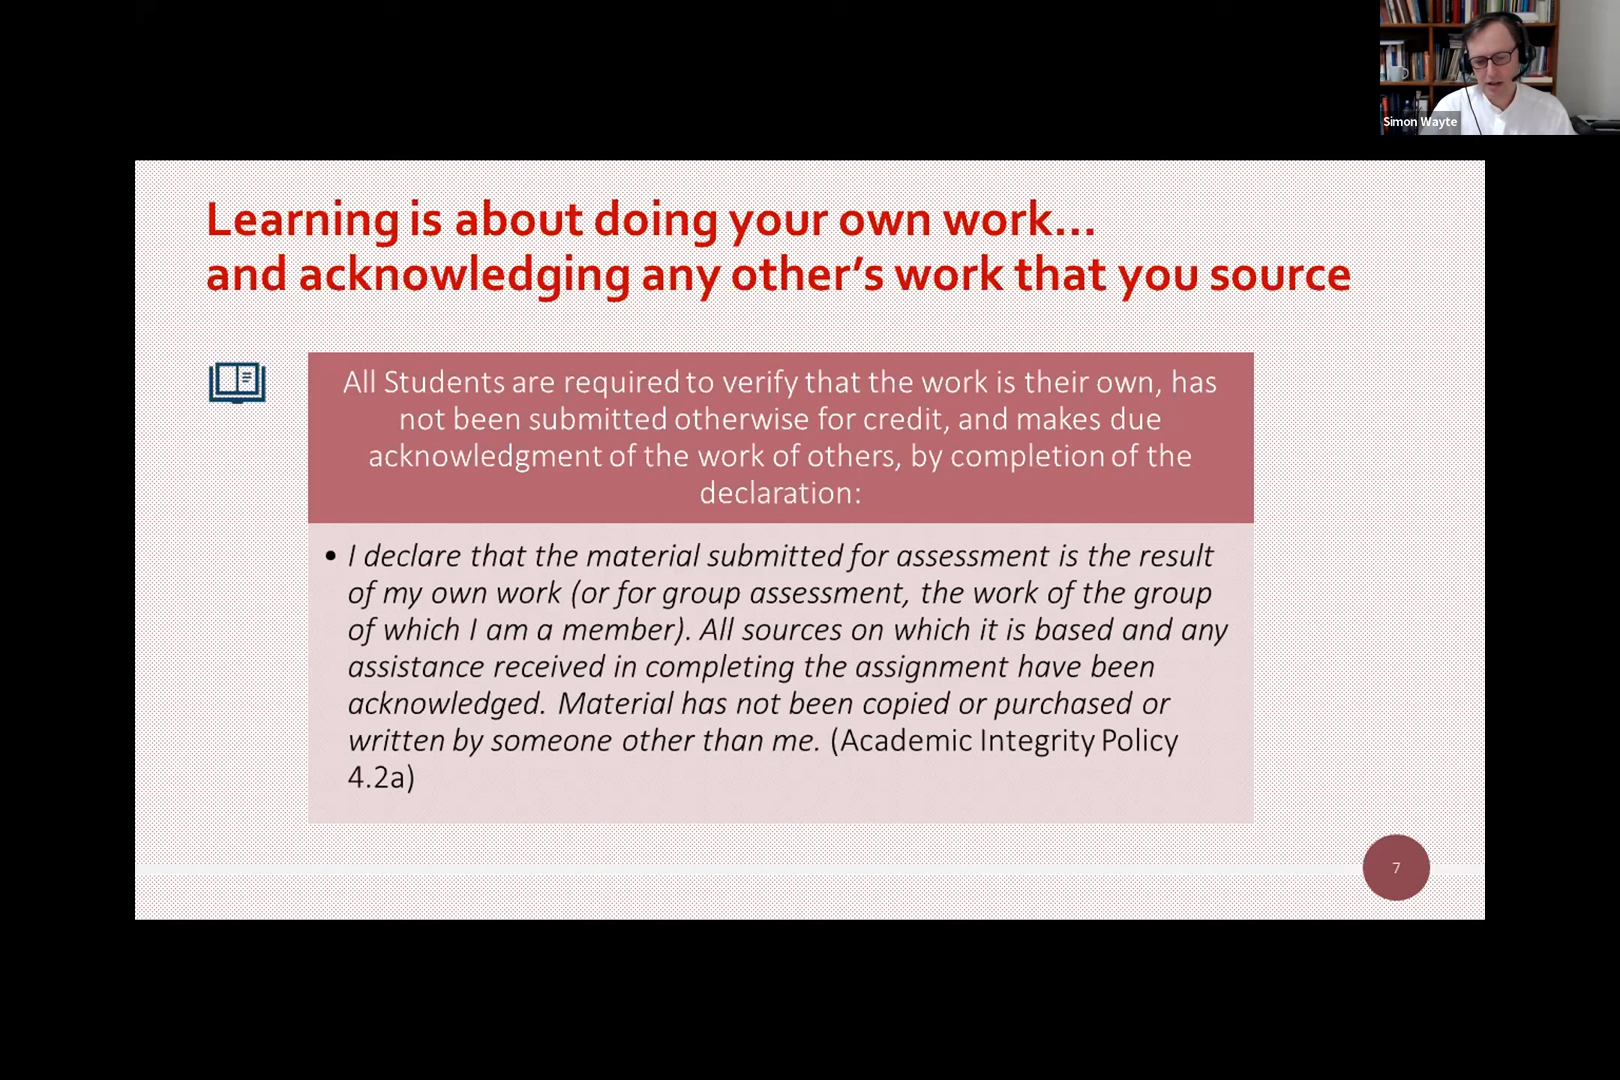 Simon Wayte
Learning is about doing your own work...
and acknowledging any other’s work that you source
All Students are required to verify that the work is their own, has
not been submitted otherwise for credit, and makes due
acknowledgment of the work of others, by completion of the
declaration:
• I declare that the material submitted for assessment is the result
of my own work (or for group assessment, the work of the group
of which I am a member). All sources on which it is based and any
assistance received in completing the assignment have been
acknowledged. Material has not been copied or purchased or
written by someone other than me. (Academic Integrity Policy
4.2a)
7